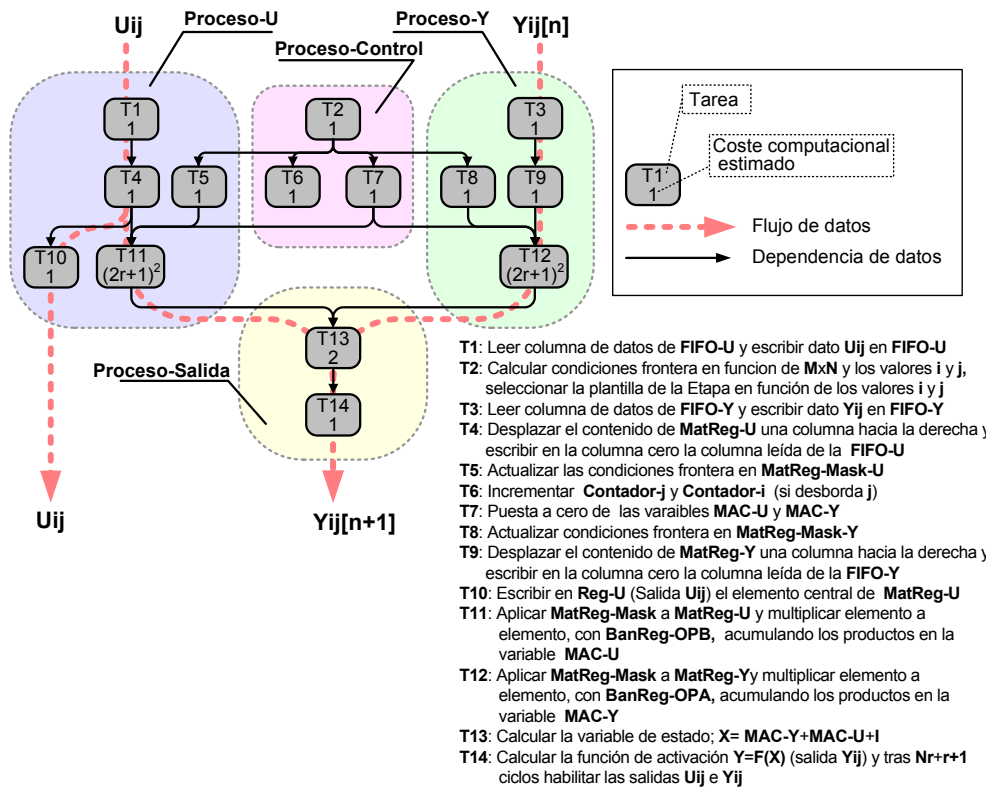 Uij
Proceso-U
Proceso-Control
Proceso-Y
Yij[n]
T1
1
T2
1
T3
1
T4
1
T5
1
T6
1
T7
1
T8
1
T9
1
T10
1
T11
(2r+1)²
T12
(2r+1)²
T13
2
Proceso-Salida
T14
1
Uij
Yij[n+1]
Tarea
Coste computacional
estimado
T1
1
Flujo de datos
Dependencia de datos
T1: Leer columna de datos de FIFO-U y escribir dato Uij en FIFO-U
T2: Calcular condiciones frontera en funcion de MxN y los valores i y j,
seleccionar la plantilla de la Etapa en función de los valores i y j
T3: Leer columna de datos de FIFO-Y y escribir dato Yij en FIFO-Y
T4: Desplazar el contenido de MatReg-U una columna hacia la derecha y
escribir en la columna cero la columna leída de la FIFO-U
T5: Actualizar las condiciones frontera en MatReg-Mask-U
T6: Incrementar Contador-j y Contador-i (si desborda j)
T7: Puesta a cero de las varaibles MAC-U y MAC-Y
T8: Actualizar condiciones frontera en MatReg-Mask-Y
T9: Desplazar el contenido de MatReg-Y una columna hacia la derecha y
escribir en la columna cero la columna leída de la FIFO-Y
T10: Escribir en Reg-U (Salida Uij) el elemento central de MatReg-U
T11: Aplicar MatReg-Mask a MatReg-U y multiplicar elemento a
elemento, con BanReg-OPB, acumulando los productos en la
variable MAC-U
T12: Aplicar MatReg-Mask a MatReg-Yy multiplicar elemento a
elemento, con BanReg-OPA, acumulando los productos en la
variable MAC-Y
T13: Calcular la variable de estado; X= MAC-Y+MAC-U+I
T14: Calcular la función de activación Y=F(X) (salida Yij) y tras Nr+r+1
ciclos habilitar las salidas Uij e Yij